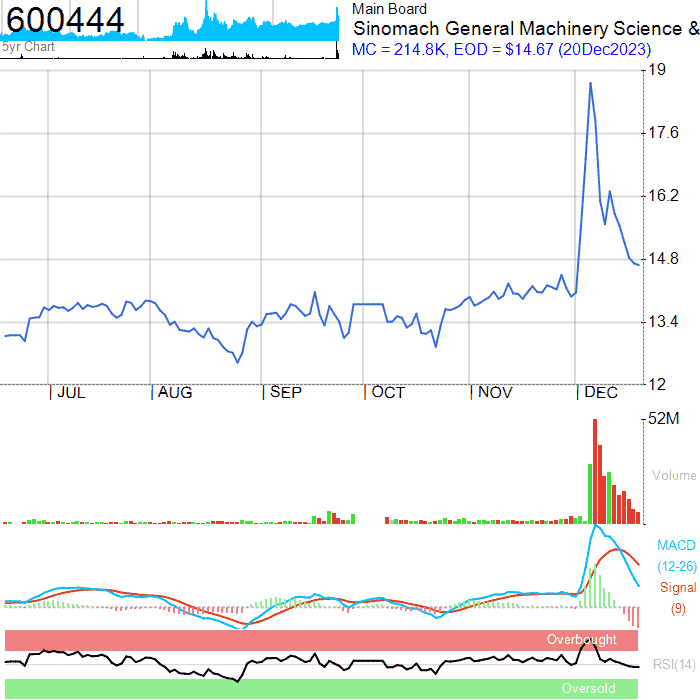 600444
5yr Chart
Main Board
Sinomach General Machinery Science &
MC = 214.8K, EOD = $14.67 (20Dec2023)
19
17.6
16.2
14.8
13.4
12
JUL AUG SEP OCT NOV DEC
52M
Volume
MACD
(12-26)
Signal
(9)
Overbought
RSI(14)
Oversold